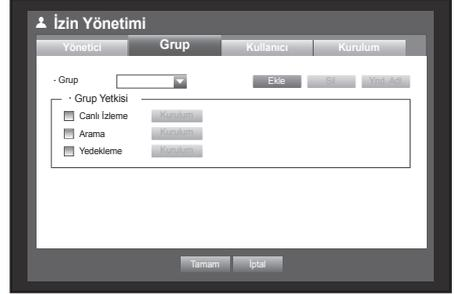 İzin Yönetimi
Yönetici Grup Kullanıcı Kurulum
· Grup Ekle Sil Ynd. Adl.
· Grup Yetkisi
Canlı İzleme Kurulum
Arama Kurulum
Yedekleme Kurulum
Tamam İptal